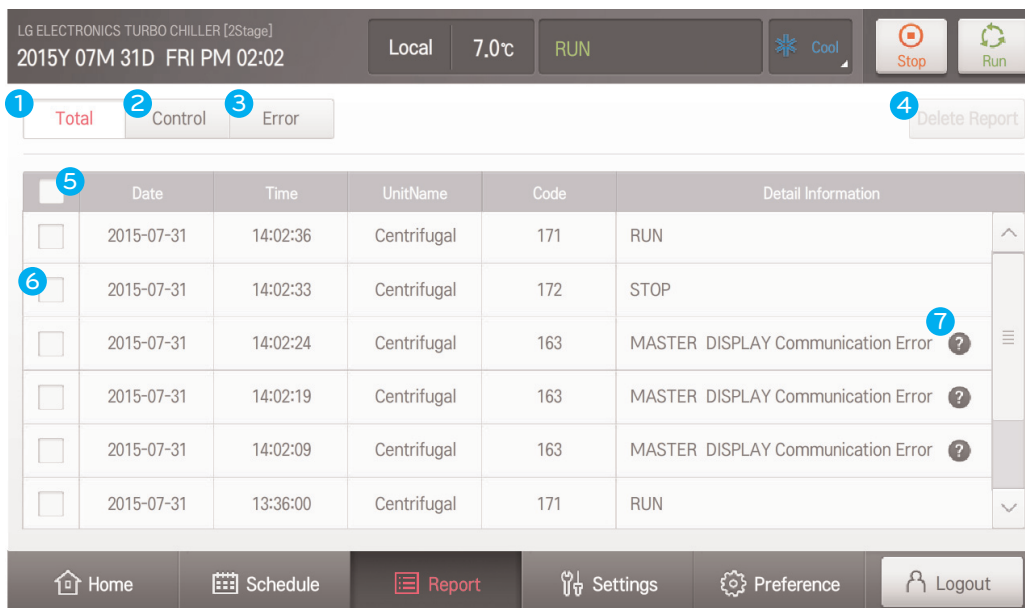 LG ELECTRONICS TURBO CHILLER [2Stage]
2015Y 07M 31D FRI PM 02:02
Local 7.0℃ RUN Cool Stop Run
1 Total 2 Control 3 Error 4 Delete Report
5 Date Time UnitName Code Detail Information
2015-07-31 14:02:36 Centrifugal 171 RUN
6 2015-07-31 14:02:33 Centrifugal 172 STOP
7
2015-07-31 14:02:24 Centrifugal 163 MASTER DISPLAY Communication Error ?
2015-07-31 14:02:19 Centrifugal 163 MASTER DISPLAY Communication Error ?
2015-07-31 14:02:09 Centrifugal 163 MASTER DISPLAY Communication Error ?
2015-07-31 13:36:00 Centrifugal 171 RUN
Home Schedule Report Settings Preference Logout